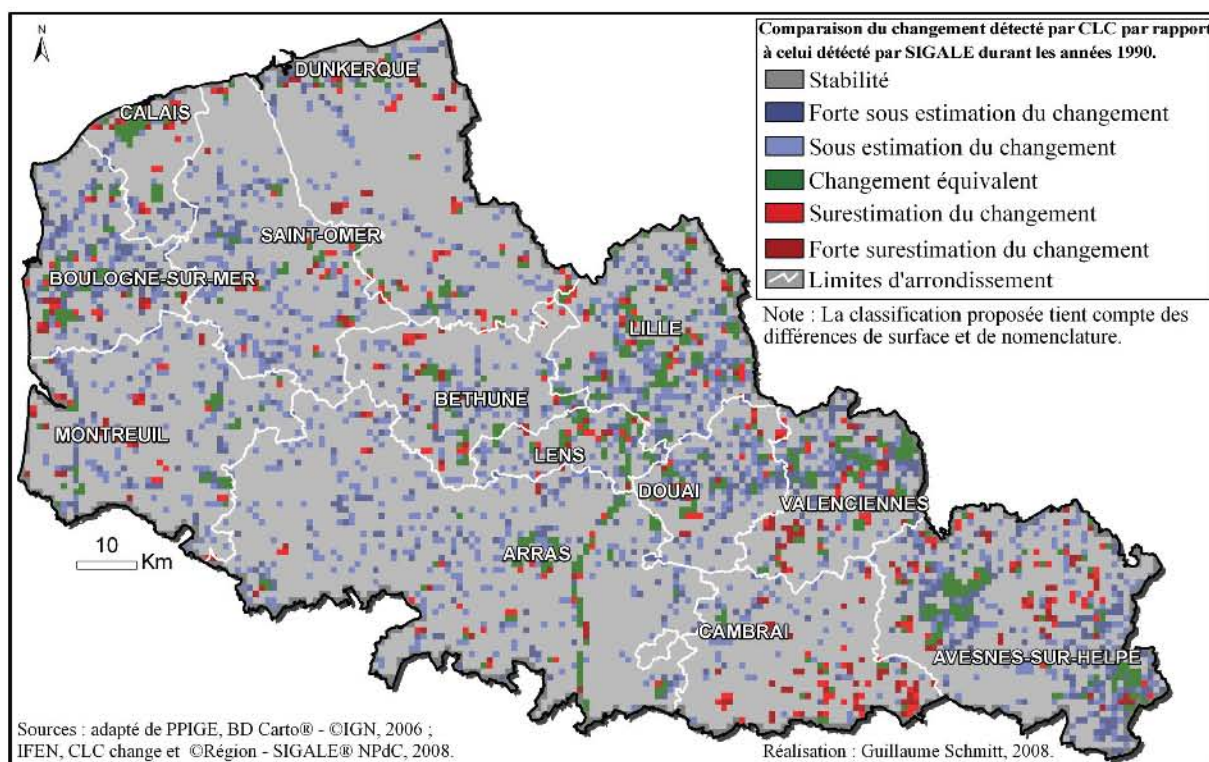 N
Comparaison du changement détecté par CLC par rapport
à celui détécté par SIGALE durant les années 1990.
Stabilité
Forte sous estimation du changement
Sous estimation du changement
Changement équivalent
Surestimation du changement
Forte surestimation du changement
Limites d'arrondissement
Note : La classification proposée tient compte des
différences de surface et de nomenclature.
DUNKERQUE
CALAIS
SAINT-OMER
BOULOGNE-SUR-MER
LILLE
BETHUNE
MONTREUIL
LENS
DOUAI
VALENCIENNES
ARRAS
CAMBRAI
AVESNES-SUR-HELPE
10
Km
Sources : adapté de PPIGE, BD Carto® - ©IGN, 2006 ;
IFEN, CLC change et ©Région - SIGALE® NPdC, 2008.
Réalisation : Guillaume Schmitt, 2008.